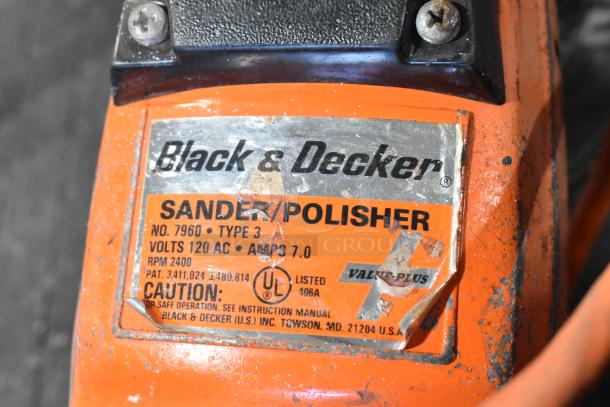 Black & Decker®
SANDER/POLISHER
NO. 7960 • TYPE 3
VOLTS 120 AC • AMPS 7.0
RPM 2400
PAT. 3,411,024 3,480,814
UL LISTED
406A
VALUE-PLUS
CAUTION:
FOR SAFE OPERATION, SEE INSTRUCTION MANUAL
BLACK & DECKER (U.S.) INC. TOWSON, MD. 21204 U.S.A
GROUP